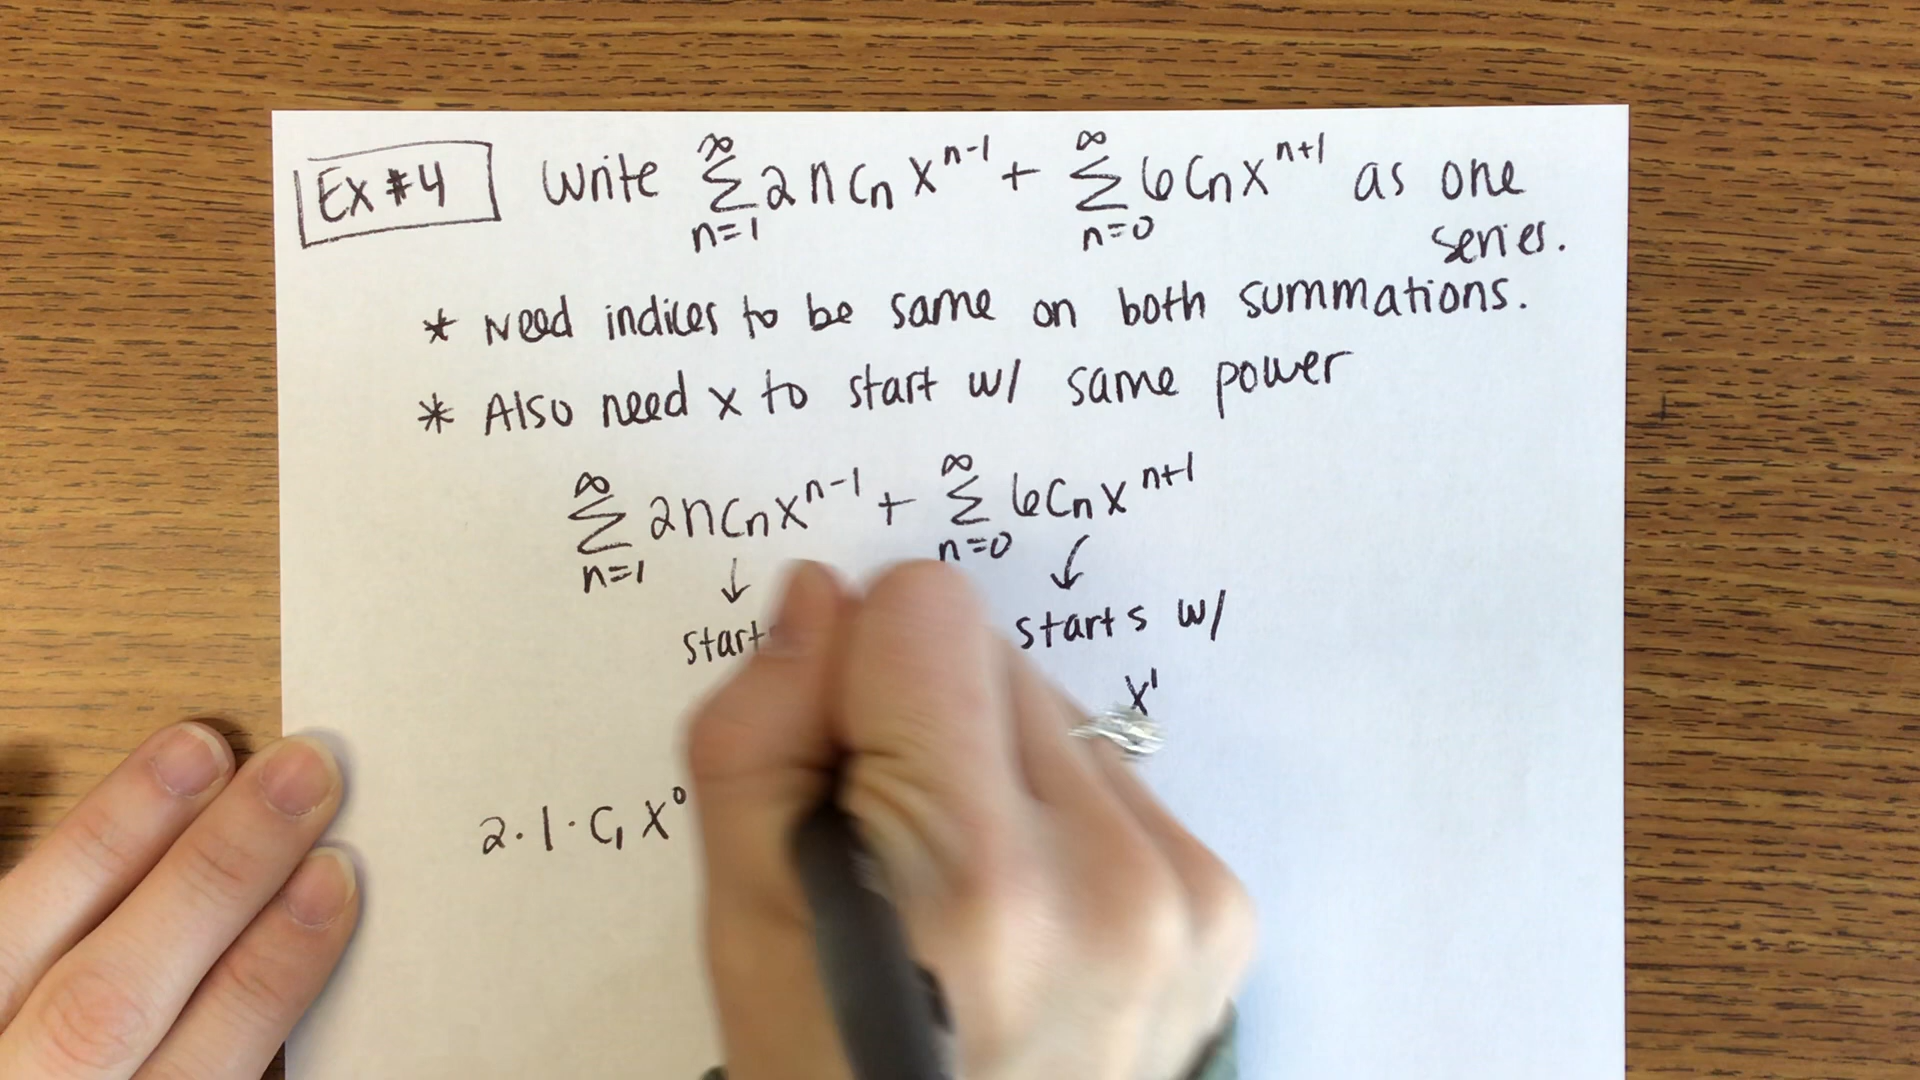 Ex #4 Write ∞ Σ n=1 2ncₙxⁿ⁻¹ + ∞ Σ n=0 6cₙxⁿ⁺¹ as one
series.
* Need indices to be same on both summations.
* Also need x to start w/ same power
∞ Σ n=1 2ncₙxⁿ⁻¹ + ∞ Σ n=0 6cₙxⁿ⁺¹
↓ ↓
starts w/
x¹
2·1·c₁x⁰